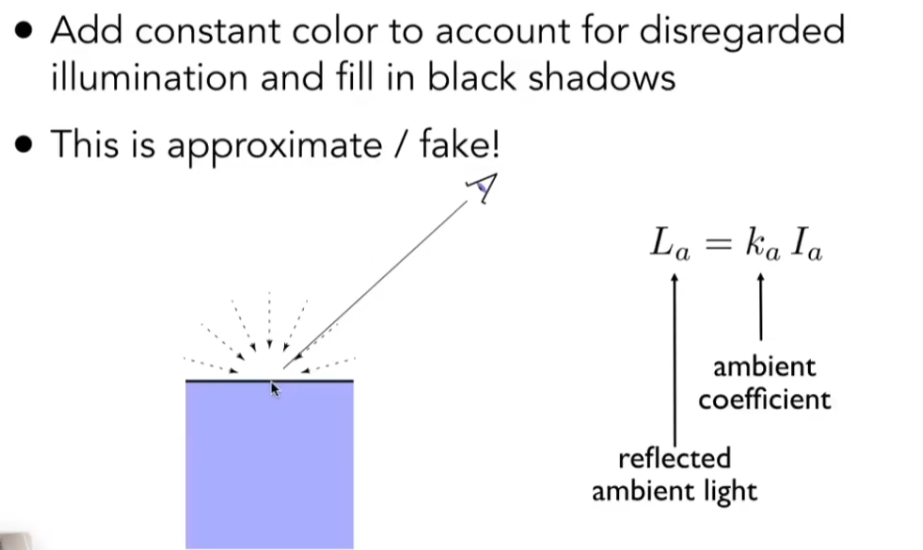 • Add constant color to account for disregarded
illumination and fill in black shadows
• This is approximate / fake!
L_a = k_a I_a
ambient
coefficient
reflected
ambient light